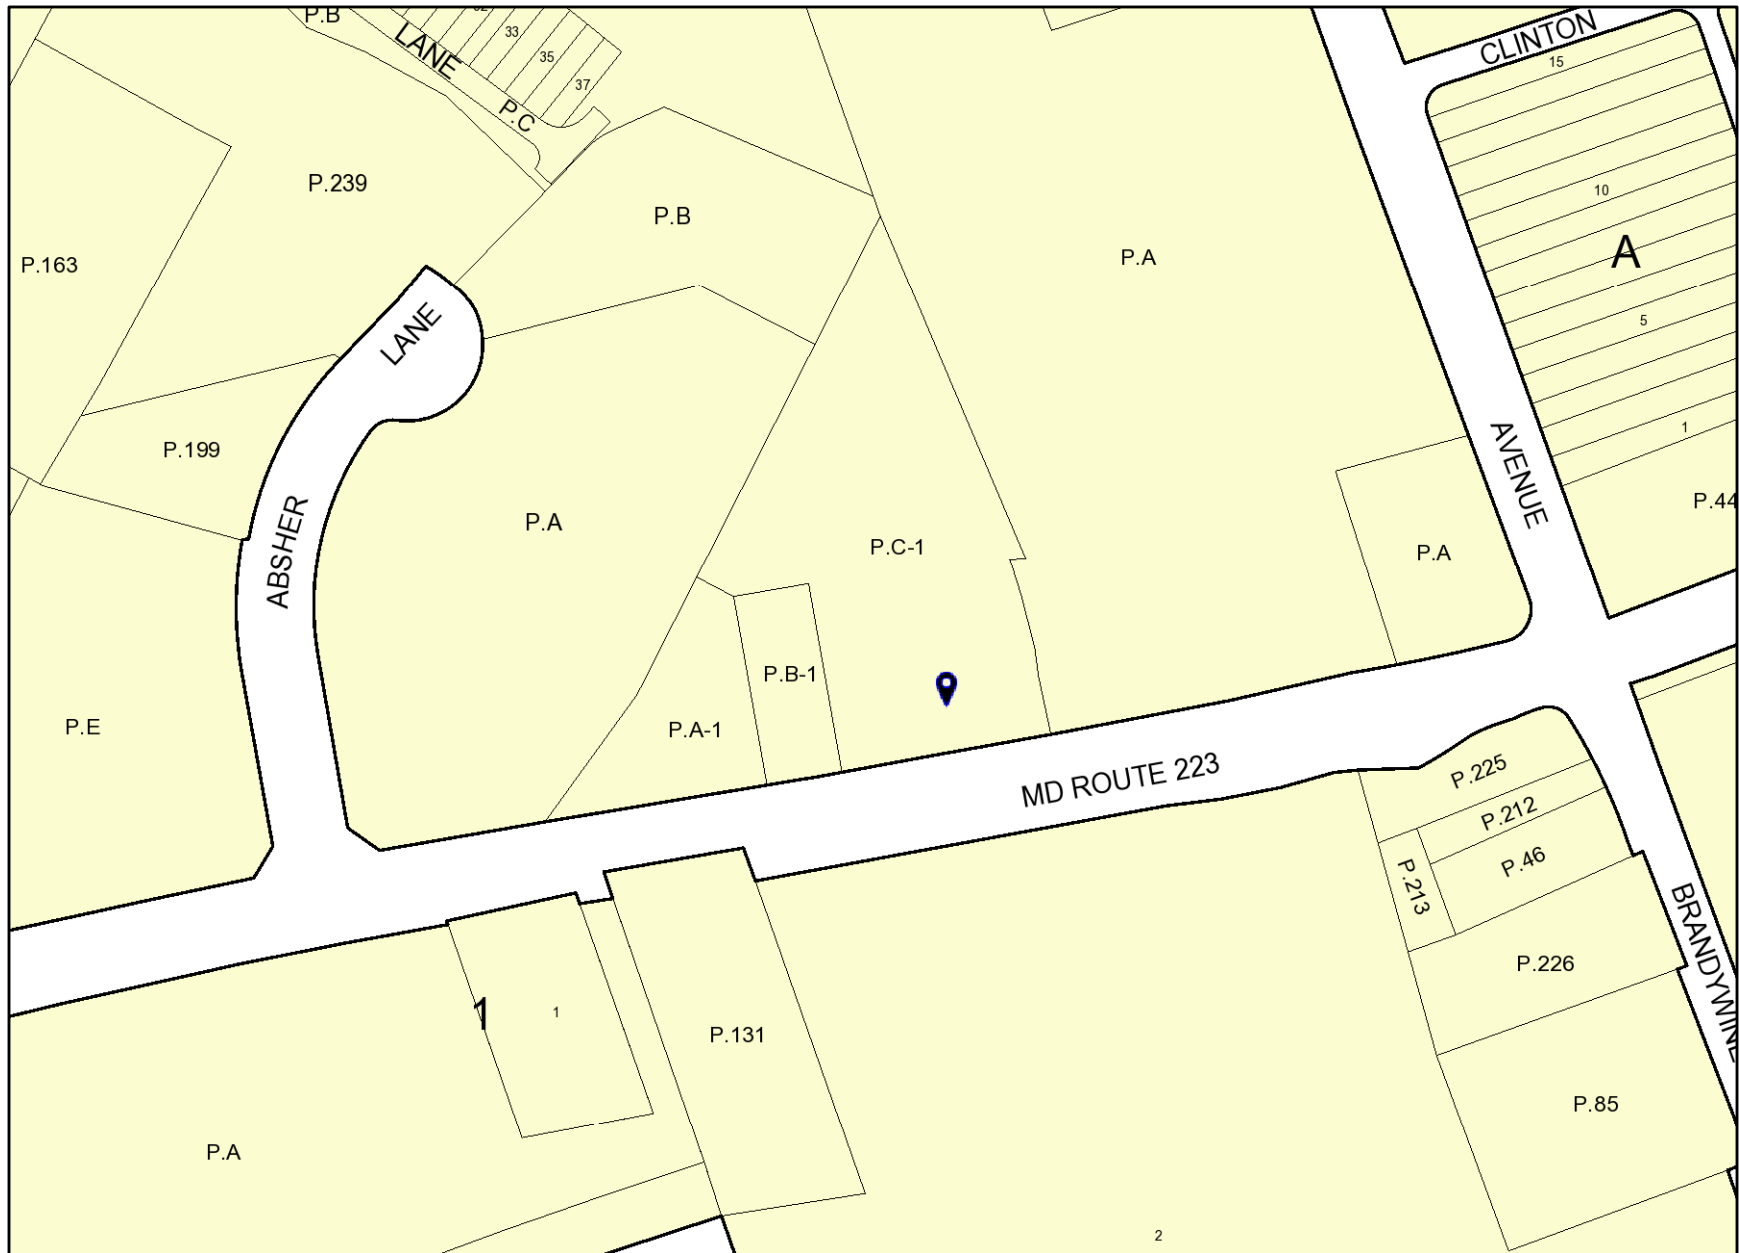 P.B
32
33
35
37
LANE
P.C
CLINTON
15
P.239
P.B
P.A
10
A
P.163
5
LANE
1
P.199
AVENUE
P.44
ABSHER
P.A
P.C-1
P.A
P.B-1
P.E
P.A-1
MD ROUTE 223
P.225
P.212
P.46
P.213
BRANDYWINE
P.226
1
1
P.131
P.85
P.A
2